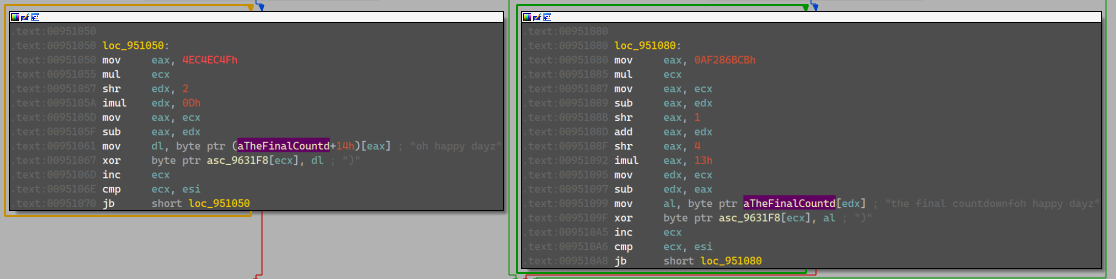 .text:00951050
.text:00951050 loc_951050:
.text:00951050 mov eax, 4EC4EC4Fh
.text:00951055 mul ecx
.text:00951057 shr edx, 2
.text:0095105A imul edx, 0Dh
.text:0095105D mov eax, ecx
.text:0095105F sub eax, edx
.text:00951061 mov dl, byte ptr (aTheFinalCountd+14h)[eax] ; "oh happy dayz"
.text:00951067 xor byte ptr asc_9631F8[ecx], dl ; ")"
.text:0095106D inc ecx
.text:0095106E cmp ecx, esi
.text:00951070 jb short loc_951050
.text:00951080
.text:00951080 loc_951080:
.text:00951080 mov eax, 0AF286BCBh
.text:00951085 mul ecx
.text:00951087 mov eax, ecx
.text:00951089 sub eax, edx
.text:0095108B shr eax, 1
.text:0095108D add eax, edx
.text:0095108F shr eax, 4
.text:00951092 imul eax, 13h
.text:00951095 mov edx, ecx
.text:00951097 sub edx, eax
.text:00951099 mov al, byte ptr aTheFinalCountd[edx] ; "the final countdownfoh happy dayz"
.text:0095109F xor byte ptr asc_9631F8[ecx], al ; ")"
.text:009510A5 inc ecx
.text:009510A6 cmp ecx, esi
.text:009510A8 jb short loc_951080